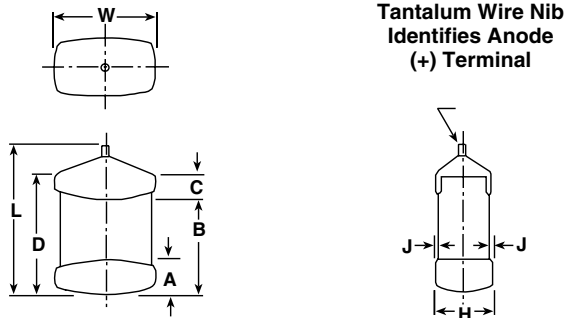 W
Tantalum Wire Nib
Identifies Anode
(+) Terminal
L
D
C
B
A
J
J
H